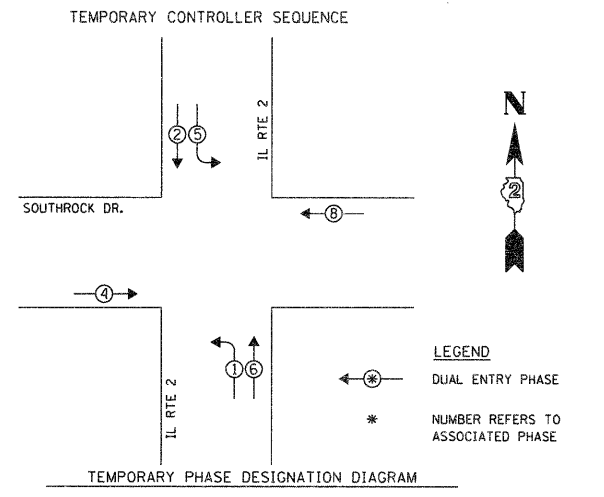 TEMPORARY CONTROLLER SEQUENCE
N
2 5
IL RTE 2
2
SOUTHROCK DR.
8
4
1 6
IL RTE 2
LEGEND
* DUAL ENTRY PHASE
* NUMBER REFERS TO
ASSOCIATED PHASE
TEMPORARY PHASE DESIGNATION DIAGRAM